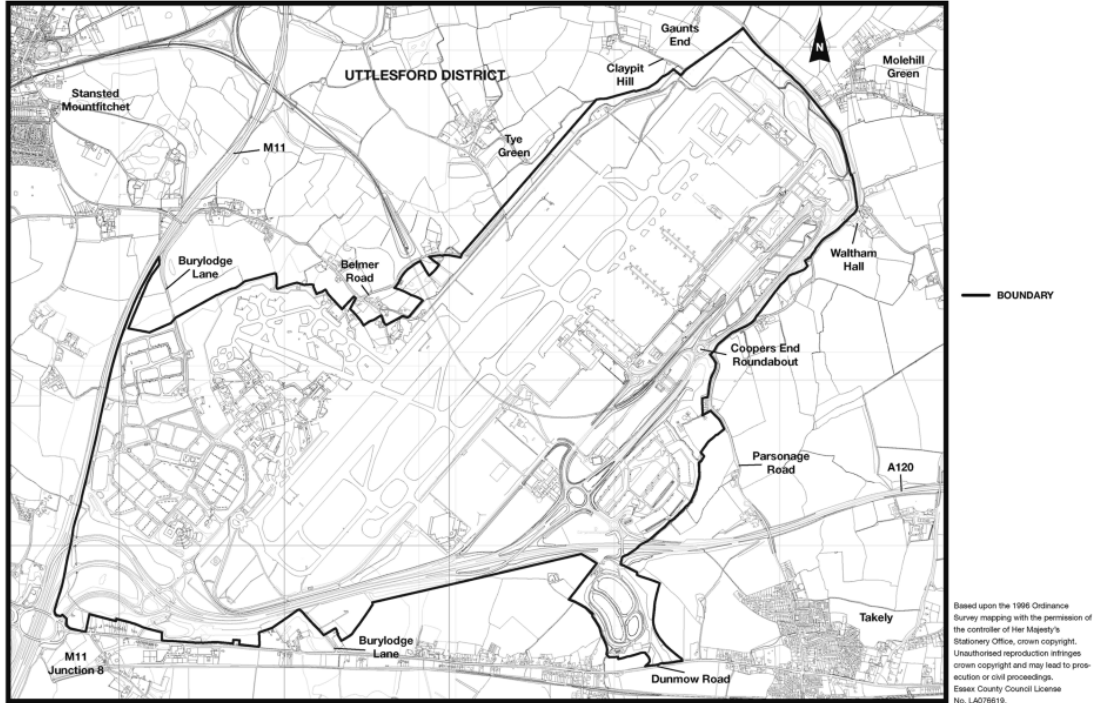 Gaunts
End
N
Claypit
Hill
Molehill
Green
UTTLESFORD DISTRICT
Stansted
Mountfitchet
M11
Tye
Green
Burylodge
Lane
Belmer
Road
Waltham
Hall
BOUNDARY
Coopers End
Roundabout
Parsonage
Road
A120
Takely
Burylodge
Lane
M11
Junction 8
Dunmow Road
Based upon the 1996 Ordinance
Survey mapping with the permission of
the controller of Her Majesty's
Stationery Office, crown copyright.
Unauthorised reproduction infringes
crown copyright and may lead to pros-
ecution or civil proceedings.
Essex County Council License
No. LA076619.